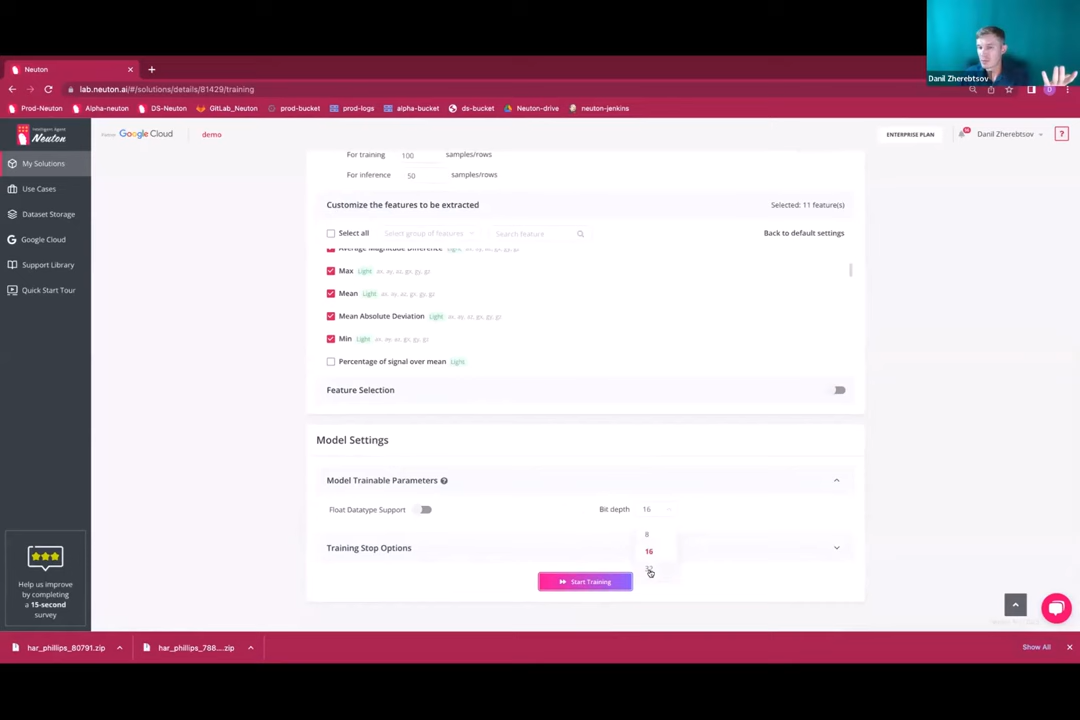 Danil Zherebtsov
Neuton
lab.neuton.ai/#/solutions/details/81429/training
Prod-Neuton Alpha-neuton DS-Neuton GitLab_Neuton prod-bucket prod-logs alpha-bucket ds-bucket Neuton-drive neuton-jenkins
Neuton Google Cloud demo ENTERPRISE PLAN Danil Zherebtsov ?
My Solutions
Use Cases
Dataset Storage
Google Cloud
Support Library
Quick Start Tour
For training 100 samples/rows
For inference 50 samples/rows
Customize the features to be extracted Selected: 11 feature(s)
Select all Select group of features Search feature Back to default settings
Average Magnitude Difference Light ax, ay, az, gx, gy, gz
Max Light ax, ay, az, gx, gy, gz
Mean Light ax, ay, az, gx, gy, gz
Mean Absolute Deviation Light ax, ay, az, gx, gy, gz
Min Light ax, ay, az, gx, gy, gz
Percentage of signal over mean Light
Feature Selection
Model Settings
Model Trainable Parameters ?
Float Datatype Support Bit depth 16
8
16
32
Training Stop Options
Start Training
Help us improve
by completing
a 15-second
survey
har_phillips_80791.zip har_phillips_788....zip Show All